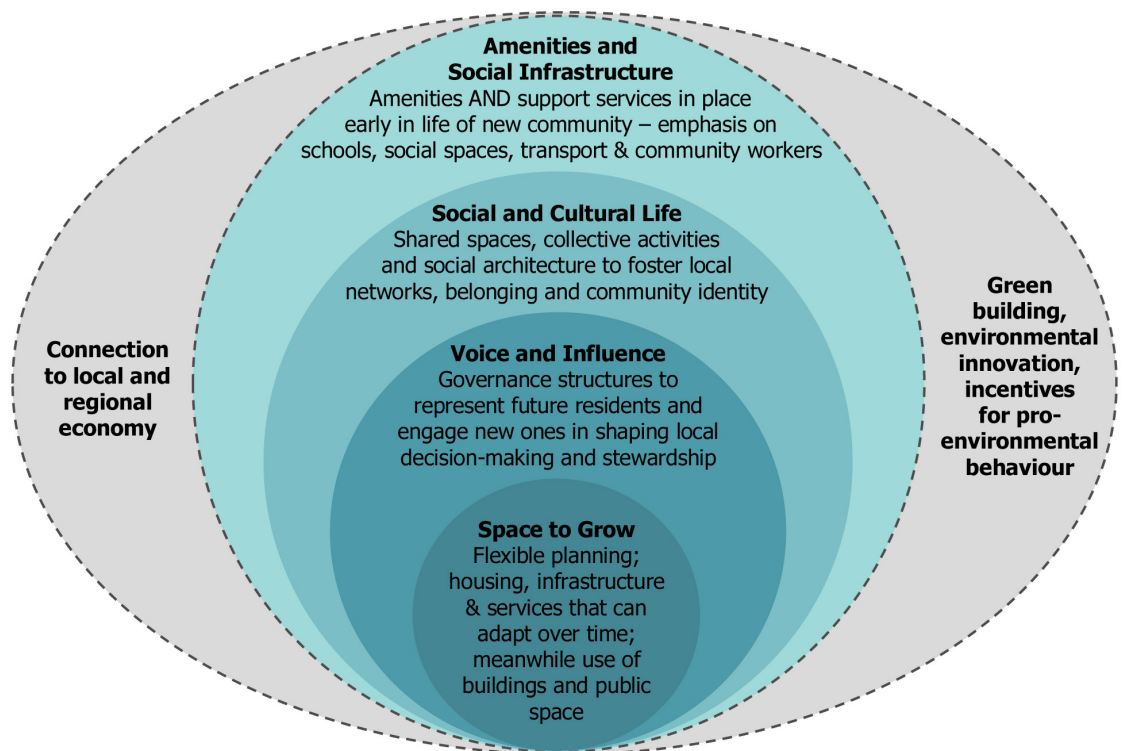 Amenities and
Social Infrastructure
Amenities AND support services in place
early in life of new community – emphasis on
schools, social spaces, transport & community workers
Social and Cultural Life
Shared spaces, collective activities
and social architecture to foster local
networks, belonging and community identity
Voice and Influence
Governance structures to
represent future residents and
engage new ones in shaping local
decision-making and stewardship
Space to Grow
Flexible planning;
housing, infrastructure
& services that can
adapt over time;
meanwhile use of
buildings and public
space
Connection
to local and
regional
economy
Green
building,
environmental
innovation,
incentives
for pro-
environmental
behaviour